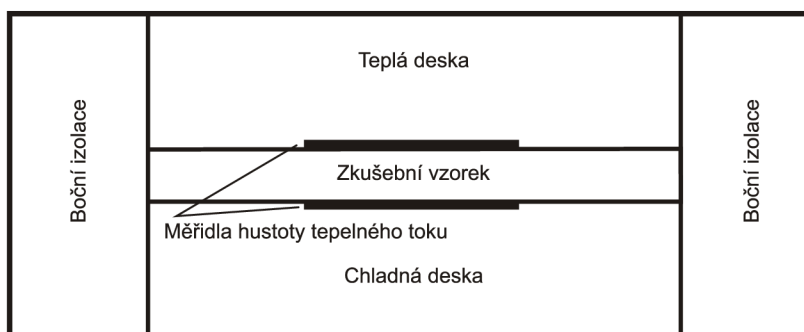 Teplá deska
Boční izolace
Zkušební vzorek
Boční izolace
Měřidla hustoty tepelného toku
Chladná deska